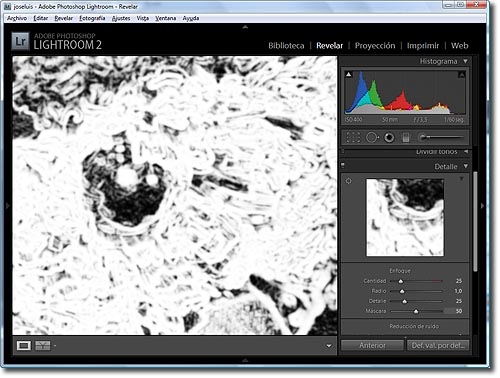 joseluis - Adobe Photoshop Lightroom - Revelar
Archivo Editar Revelar Fotografía Ajustes Vista Ventana Ayuda
Lr ADOBE PHOTOSHOP
LIGHTROOM 2
Biblioteca | Revelar | Proyección | Imprimir | Web
Histograma
ISO 400 50 mm F / 3,5 1/60 seg
Dividir tonos
Detalle
Enfoque
Cantidad 25
Radio 1,0
Detalle 25
Máscara 50
Reducción de ruido
Anterior Def. val. por def...